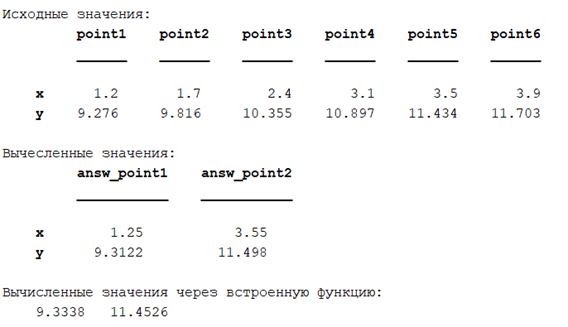 Исходные значения:
point1 point2 point3 point4 point5 point6
x 1.2 1.7 2.4 3.1 3.5 3.9
y 9.276 9.816 10.355 10.897 11.434 11.703
Вычесленные значения:
answ_point1 answ_point2
x 1.25 3.55
y 9.3122 11.498
Вычисленные значения через встроенную функцию:
9.3338 11.4526